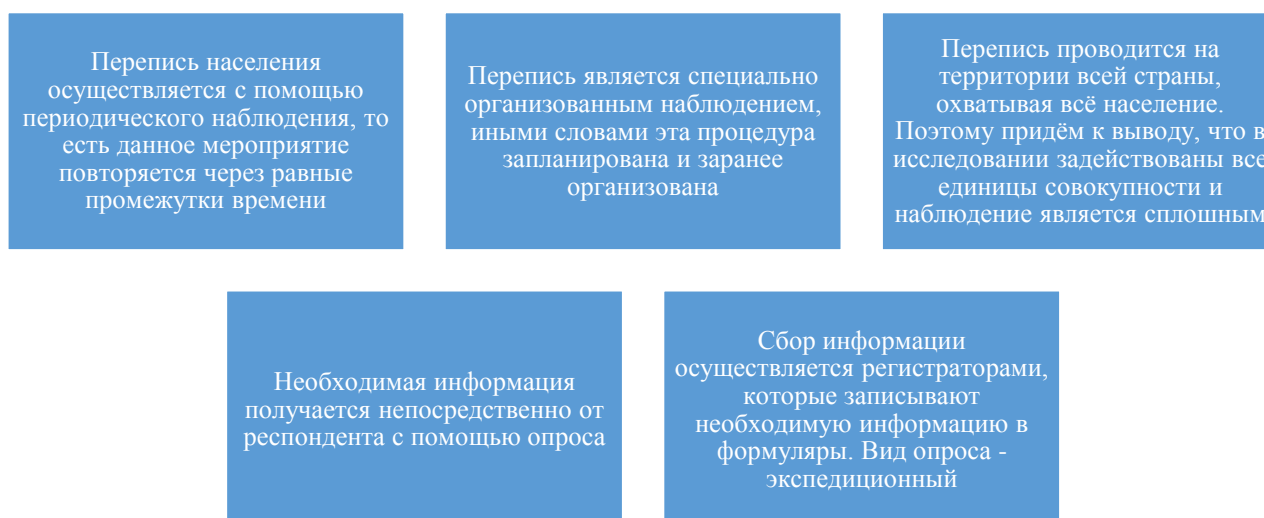 Перепись населения
осуществляется с помощью
периодического наблюдения, то
есть данное мероприятие
повторяется через равные
промежутки времени
Перепись является специально
организованным наблюдением,
иными словами эта процедура
запланирована и заранее
организована
Перепись проводится на
территории всей страны,
охватывая всё население.
Поэтому придём к выводу, что в
исследовании задействованы все
единицы совокупности и
наблюдение является сплошным
Необходимая информация
получается непосредственно от
респондента с помощью опроса
Сбор информации
осуществляется регистраторами,
которые записывают
необходимую информацию в
формуляры. Вид опроса -
экспедиционный